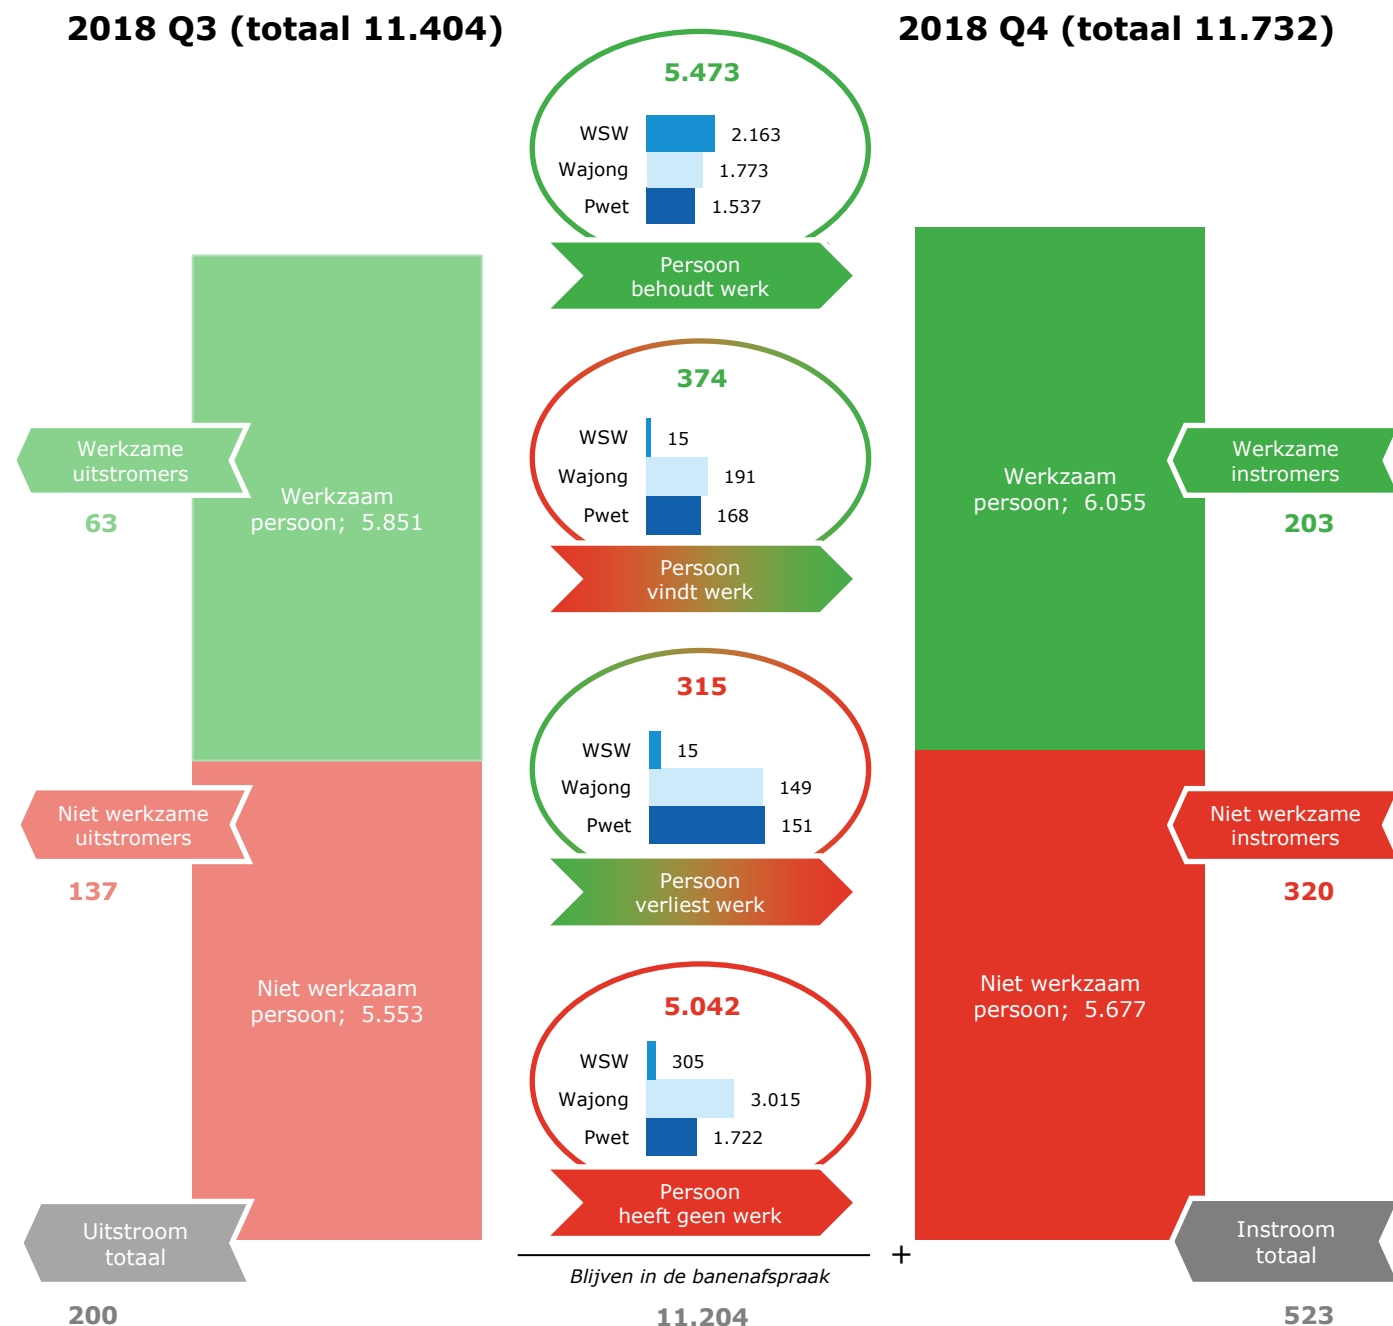 2018 Q3 (totaal 11.404)
2018 Q4 (totaal 11.732)
5.473
WSW 2.163
Wajong 1.773
Pwet 1.537
Persoon
behoudt werk
374
WSW 15
Wajong 191
Pwet 168
Persoon
vindt werk
315
WSW 15
Wajong 149
Pwet 151
Persoon
verliest werk
5.042
WSW 305
Wajong 3.015
Pwet 1.722
Persoon
heeft geen werk
+
Blijven in de banenafspraak
11.204
Werkzame
uitstromers
63
Werkzaam
persoon; 5.851
Niet werkzame
uitstromers
137
Niet werkzaam
persoon; 5.553
Uitstroom
totaal
200
Werkzaam
persoon; 6.055
Werkzame
instromers
203
Niet werkzame
instromers
320
Niet werkzaam
persoon; 5.677
Instroom
totaal
523